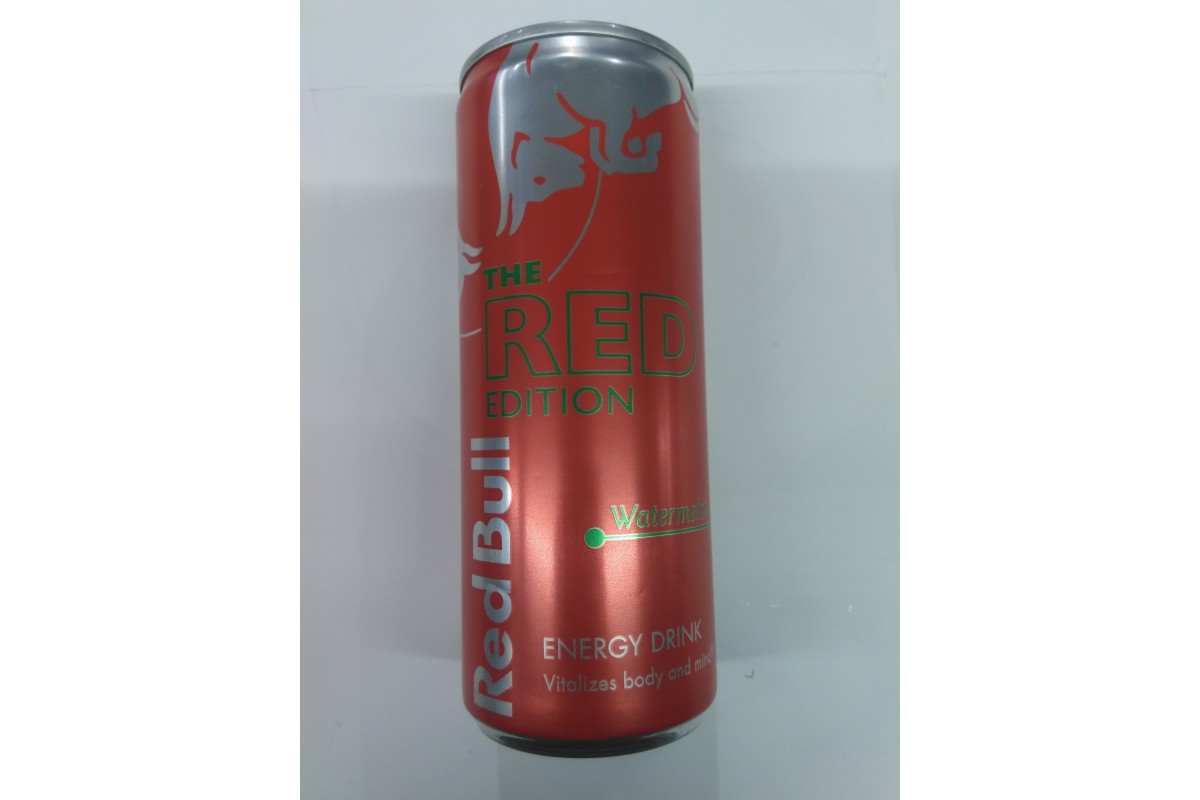 THE
RED
EDITION
Red Bull
ENERGY DRINK
Vitalizes body and